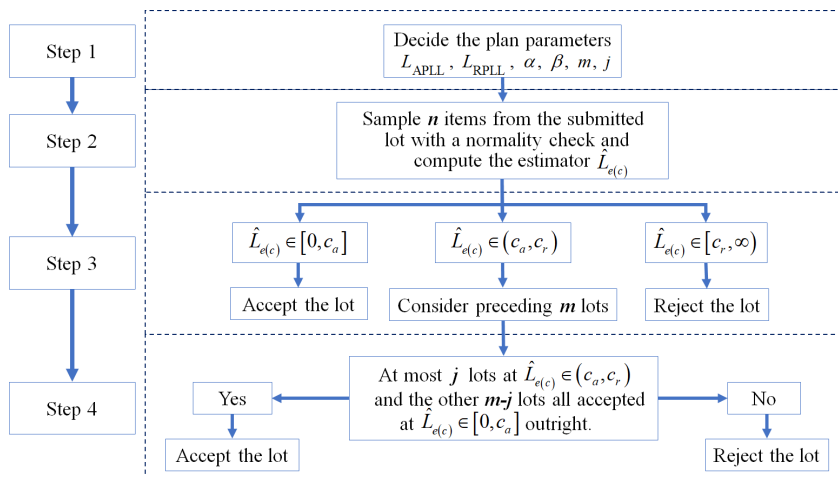 Step 1
Decide the plan parameters
L_APLL , L_RPLL , α, β, m, j
Step 2
Sample n items from the submitted
lot with a normality check and
compute the estimator L̂_e(c)
Step 3
L̂_e(c) ∈ [0, c_a]
L̂_e(c) ∈ (c_a, c_r)
L̂_e(c) ∈ [c_r, ∞)
Accept the lot
Consider preceding m lots
Reject the lot
Step 4
At most j lots at L̂_e(c) ∈ (c_a, c_r)
and the other m-j lots all accepted
at L̂_e(c) ∈ [0, c_a] outright.
Yes
No
Accept the lot
Reject the lot